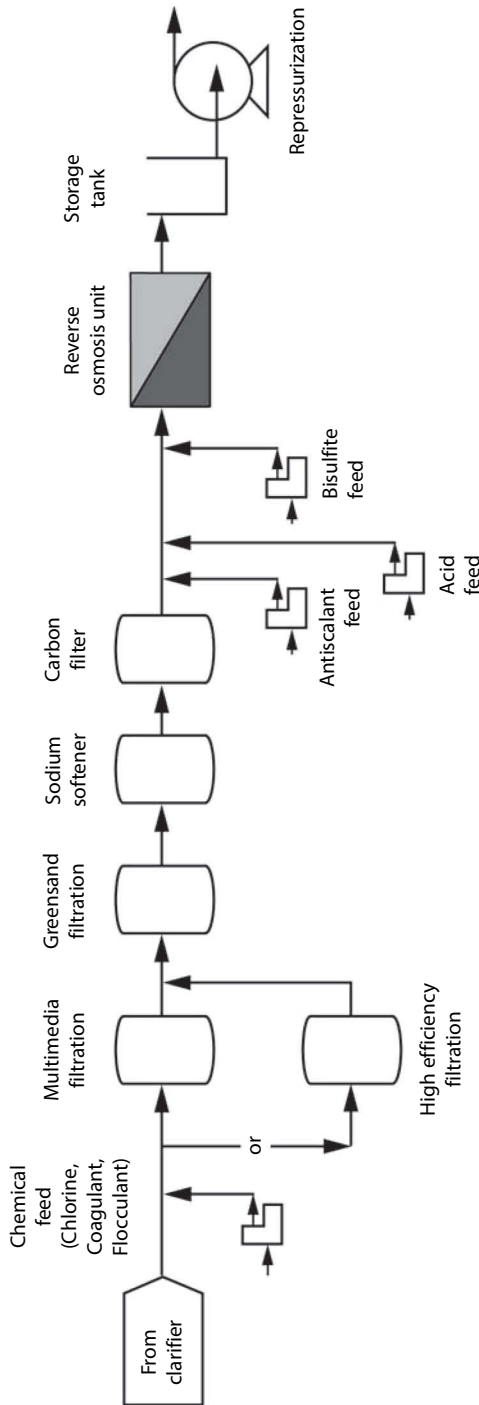 From
clarifier
Chemical
feed
(Chlorine,
Coagulant,
Flocculant)
or
Multimedia
filtration
High efficiency
filtration
Greensand
filtration
Sodium
softener
Carbon
filter
Antiscalant
feed
Acid
feed
Bisulfite
feed
Reverse
osmosis unit
Storage
tank
Repressurization